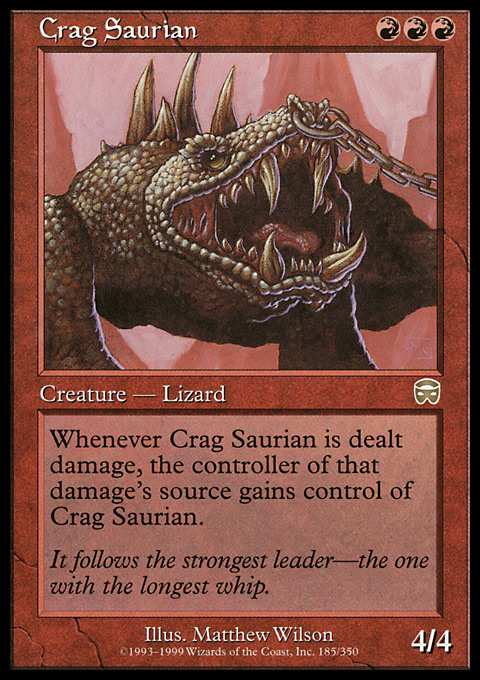 Crag Saurian
Creature — Lizard
Whenever Crag Saurian is dealt
damage, the controller of that
damage's source gains control of
Crag Saurian.
It follows the strongest leader—the one
with the longest whip.
Illus. Matthew Wilson
4/4
©1993–1999 Wizards of the Coast, Inc. 185/350